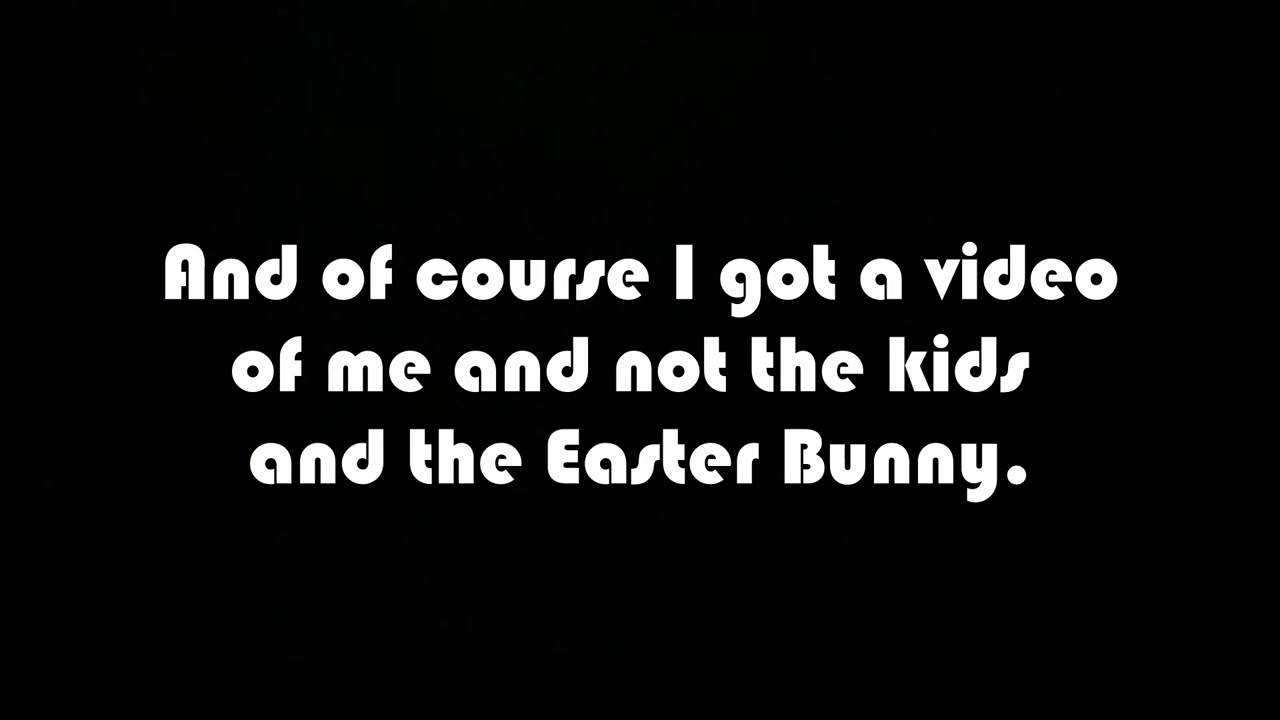 And of course I got a video
of me and not the kids
and the Easter Bunny.